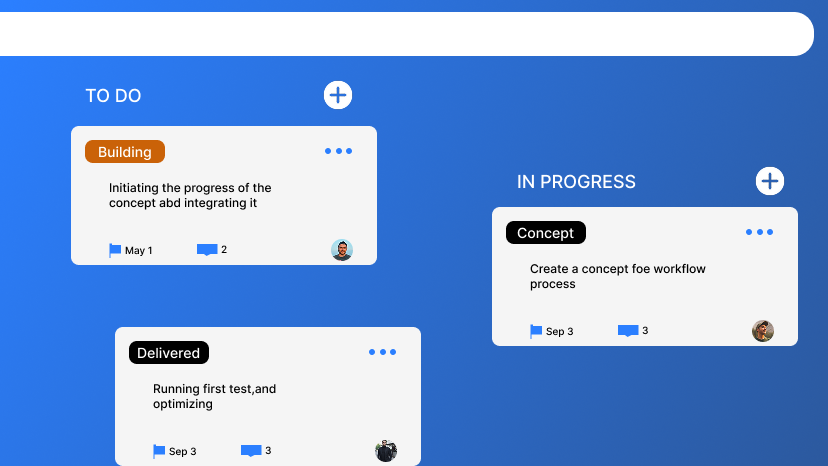 TO DO
Building
Initiating the progress of the
concept abd integrating it
May 1
2
Delivered
Running first test,and
optimizing
Sep 3
3
IN PROGRESS
Concept
Create a concept foe workflow
process
Sep 3
3